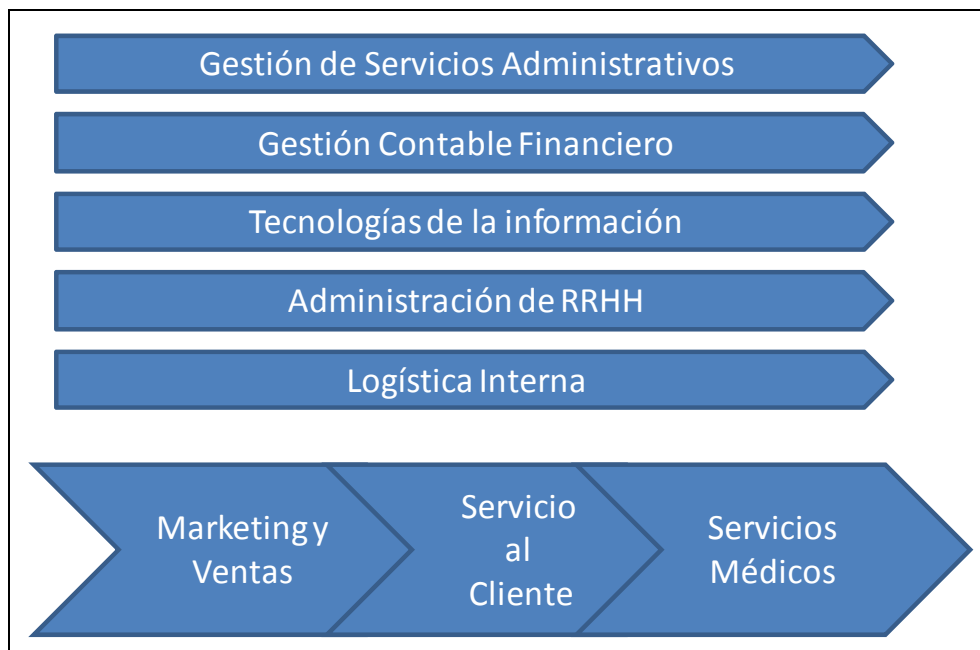 Gestión de Servicios Administrativos
Gestión Contable Financiero
Tecnologías de la información
Administración de RRHH
Logística Interna
Marketing y
Ventas
Servicio
al
Cliente
Servicios
Médicos